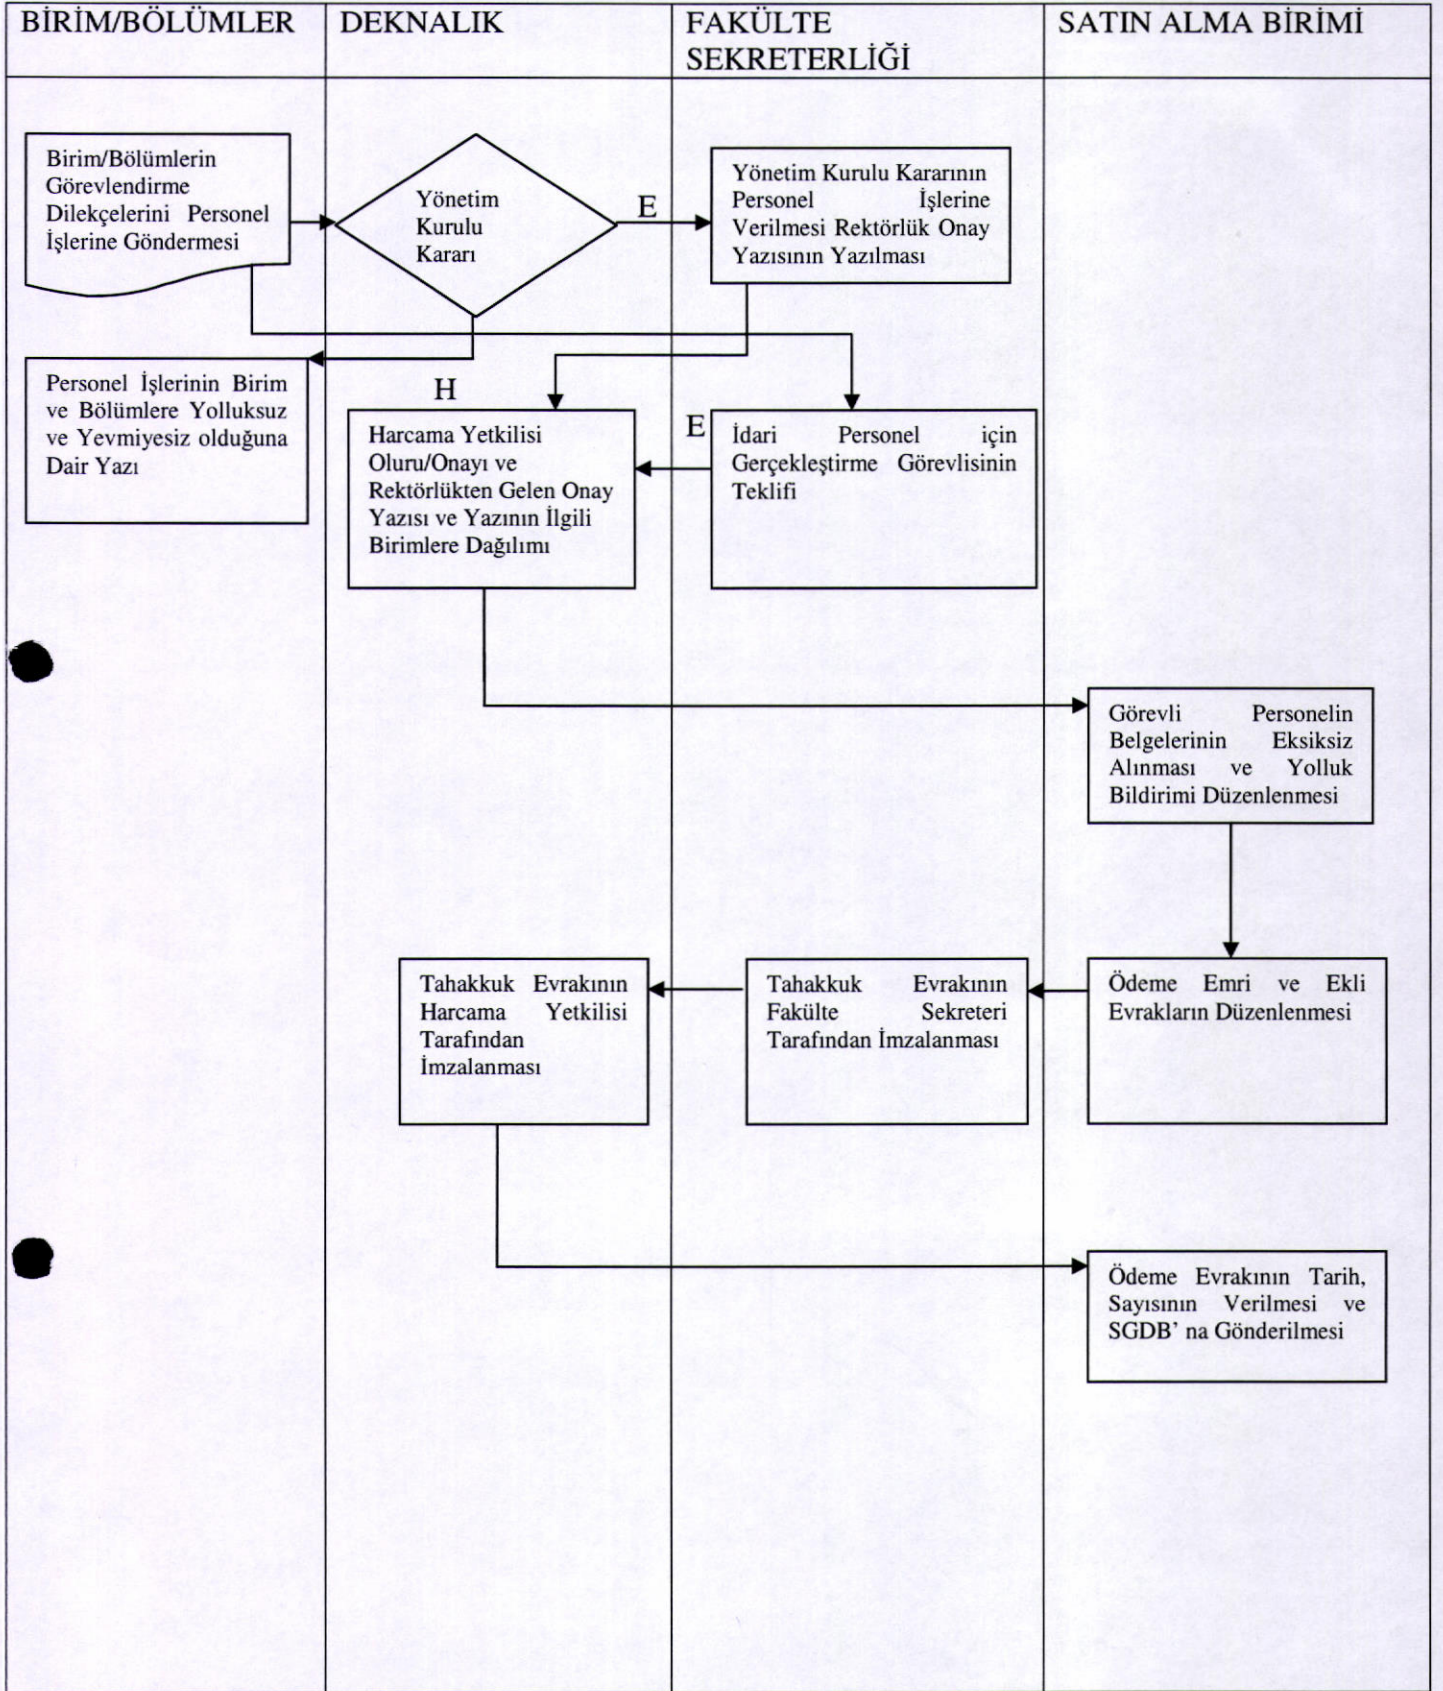 BİRİM/BÖLÜMLER
DEKNALIK
FAKÜLTE
SEKRETERLİĞİ
SATIN ALMA BİRİMİ
Birim/Bölümlerin
Görevlendirme
Dilekçelerini Personel
İşlerine Göndermesi
Yönetim
Kurulu
Kararı
E
Yönetim Kurulu Kararının
Personel İşlerine
Verilmesi Rektörlük Onay
Yazısının Yazılması
Personel İşlerinin Birim
ve Bölümlere Yolluksuz
ve Yevmiyesiz olduğuna
Dair Yazı
H
Harcama Yetkilisi
Oluru/Onayı ve
Rektörlükten Gelen Onay
Yazısı ve Yazının İlgili
Birimlere Dağılımı
E
İdari Personel için
Gerçekleştirme Görevlisinin
Teklifi
Görevli Personelin
Belgelerinin Eksiksiz
Alınması ve Yolluk
Bildirimi Düzenlenmesi
Tahakkuk Evrakının
Harcama Yetkilisi
Tarafından
İmzalanması
Tahakkuk Evrakının
Fakülte Sekreteri
Tarafından İmzalanması
Ödeme Emri ve Ekli
Evrakların Düzenlenmesi
Ödeme Evrakının Tarih,
Sayısının Verilmesi ve
SGDB' na Gönderilmesi